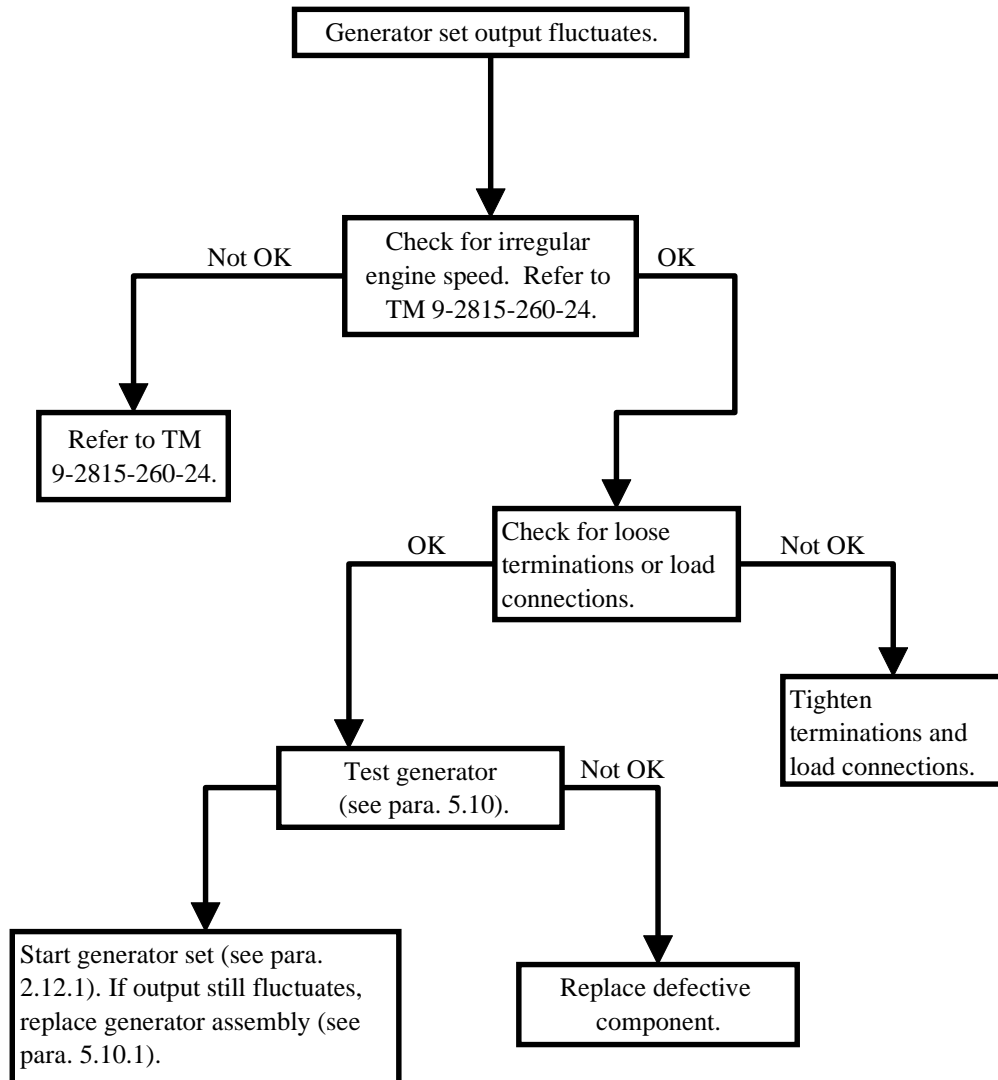 Generator set output fluctuates.
Not OK
Check for irregular
engine speed.  Refer to
TM 9-2815-260-24.
OK
Refer to TM
9-2815-260-24.
OK
Check for loose
terminations or load
connections.
Not OK
Tighten
terminations and
load connections.
Test generator
(see para. 5.10).
Not OK
Start generator set (see para.
2.12.1). If output still fluctuates,
replace generator assembly (see
para. 5.10.1).
Replace defective
component.